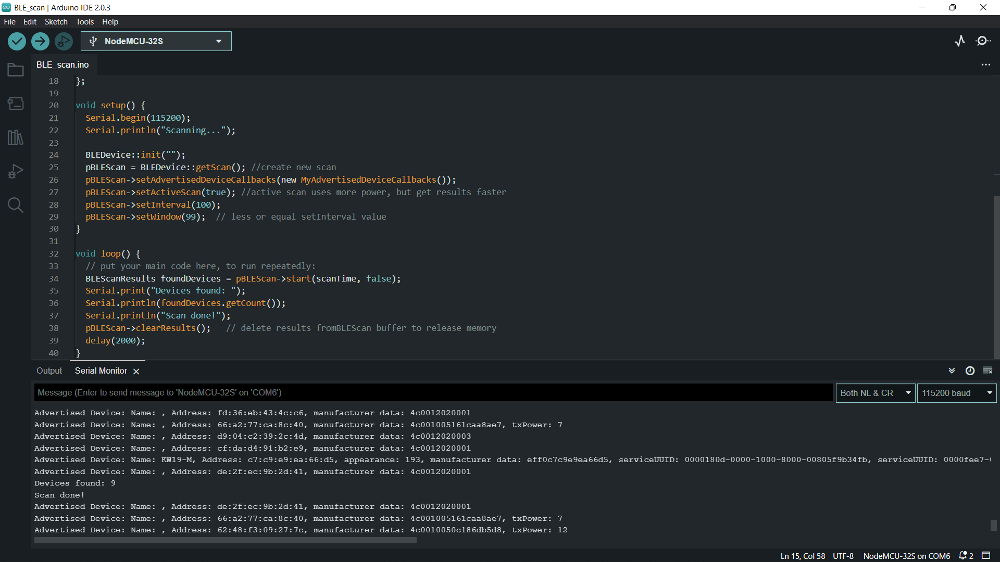 BLE_scan | Arduino IDE 2.0.3
File Edit Sketch Tools Help
NodeMCU-32S
BLE_scan.ino
18 };
19
20 void setup() {
21 Serial.begin(115200);
22 Serial.println("Scanning...");
23
24 BLEDevice::init("");
25 pBLEScan = BLEDevice::getScan(); //create new scan
26 pBLEScan->setAdvertisedDeviceCallbacks(new MyAdvertisedDeviceCallbacks());
27 pBLEScan->setActiveScan(true); //active scan uses more power, but get results faster
28 pBLEScan->setInterval(100);
29 pBLEScan->setWindow(99); // less or equal setInterval value
30 }
31
32 void loop() {
33 // put your main code here, to run repeatedly:
34 BLEScanResults foundDevices = pBLEScan->start(scanTime, false);
35 Serial.print("Devices found: ");
36 Serial.println(foundDevices.getCount());
37 Serial.println("Scan done!");
38 pBLEScan->clearResults(); // delete results fromBLEScan buffer to release memory
39 delay(2000);
40 }
Output Serial Monitor
Message (Enter to send message to 'NodeMCU-32S' on 'COM6') Both NL & CR 115200 baud
Advertised Device: Name: , Address: fd:36:eb:43:4c:c6, manufacturer data: 4c0012020001
Advertised Device: Name: , Address: 66:a2:77:ca:8c:40, manufacturer data: 4c001005161caa8ae7, txPower: 7
Advertised Device: Name: , Address: d9:04:c2:39:2c:4d, manufacturer data: 4c0012020003
Advertised Device: Name: , Address: cf:da:d4:91:b2:e9, manufacturer data: 4c0012020001
Advertised Device: Name: KW19-M, Address: c7:c9:e9:ea:66:d5, appearance: 193, manufacturer data: eff0c7c9e9ea66d5, serviceUUID: 0000180d-0000-1000-8000-00805f9b34fb, serviceUUID: 0000fee7-
Advertised Device: Name: , Address: de:2f:ec:9b:2d:41, manufacturer data: 4c0012020001
Devices found: 9
Scan done!
Advertised Device: Name: , Address: de:2f:ec:9b:2d:41, manufacturer data: 4c0012020001
Advertised Device: Name: , Address: 66:a2:77:ca:8c:40, manufacturer data: 4c001005161caa8ae7, txPower: 7
Advertised Device: Name: , Address: 62:48:f3:09:27:7c, manufacturer data: 4c0010050c186db5d8, txPower: 12
Ln 15, Col 58 UTF-8 NodeMCU-32S on COM6 2